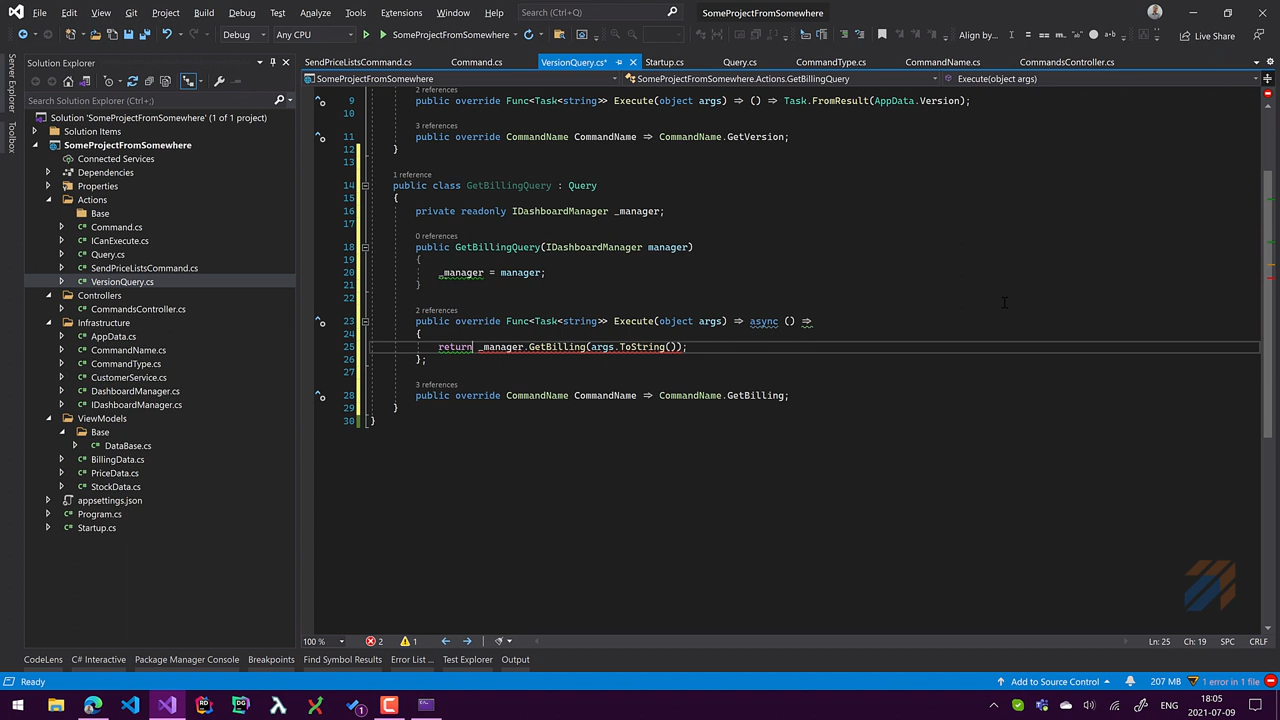 File Edit View Git Project Build Debug Test Analyze Tools Extensions Window Help Search (Ctrl+Q) SomeProjectFromSomewhere
Debug Any CPU SomeProjectFromSomewhere Align by... Live Share
Server Explorer
Toolbox
Solution Explorer
Search Solution Explorer (Ctrl+;)
Solution 'SomeProjectFromSomewhere' (1 of 1 project)
Solution Items
SomeProjectFromSomewhere
Connected Services
Dependencies
Properties
Actions
Base
Command.cs
ICanExecute.cs
Query.cs
SendPriceListsCommand.cs
VersionQuery.cs
Controllers
CommandsController.cs
Infrastructure
AppData.cs
CommandName.cs
CommandType.cs
CustomerService.cs
DashboardManager.cs
IDashboardManager.cs
ViewModels
Base
DataBase.cs
BillingData.cs
PriceData.cs
StockData.cs
appsettings.json
Program.cs
Startup.cs
SendPriceListsCommand.cs Command.cs VersionQuery.cs* Startup.cs Query.cs CommandType.cs CommandName.cs CommandsController.cs
SomeProjectFromSomewhere SomeProjectFromSomewhere.Actions.GetBillingQuery Execute(object args)
2 references
9 public override Func<Task<string>> Execute(object args) => () => Task.FromResult(AppData.Version);
10
3 references
11 public override CommandName CommandName => CommandName.GetVersion;
12 }
13
1 reference
14 public class GetBillingQuery : Query
15 {
16 private readonly IDashboardManager _manager;
17
0 references
18 public GetBillingQuery(IDashboardManager manager)
19 {
20 _manager = manager;
21 }
22
2 references
23 public override Func<Task<string>> Execute(object args) => async () =>
24 {
25 return _manager.GetBilling(args.ToString());
26 };
27
3 references
28 public override CommandName CommandName => CommandName.GetBilling;
29 }
30 }
100 % 2 1 Ln: 25 Ch: 19 SPC CRLF
CodeLens C# Interactive Package Manager Console Breakpoints Find Symbol Results Error List ... Test Explorer Output
Ready Add to Source Control 207 MB 1 error in 1 file
ENG 18:05
2021-07-09